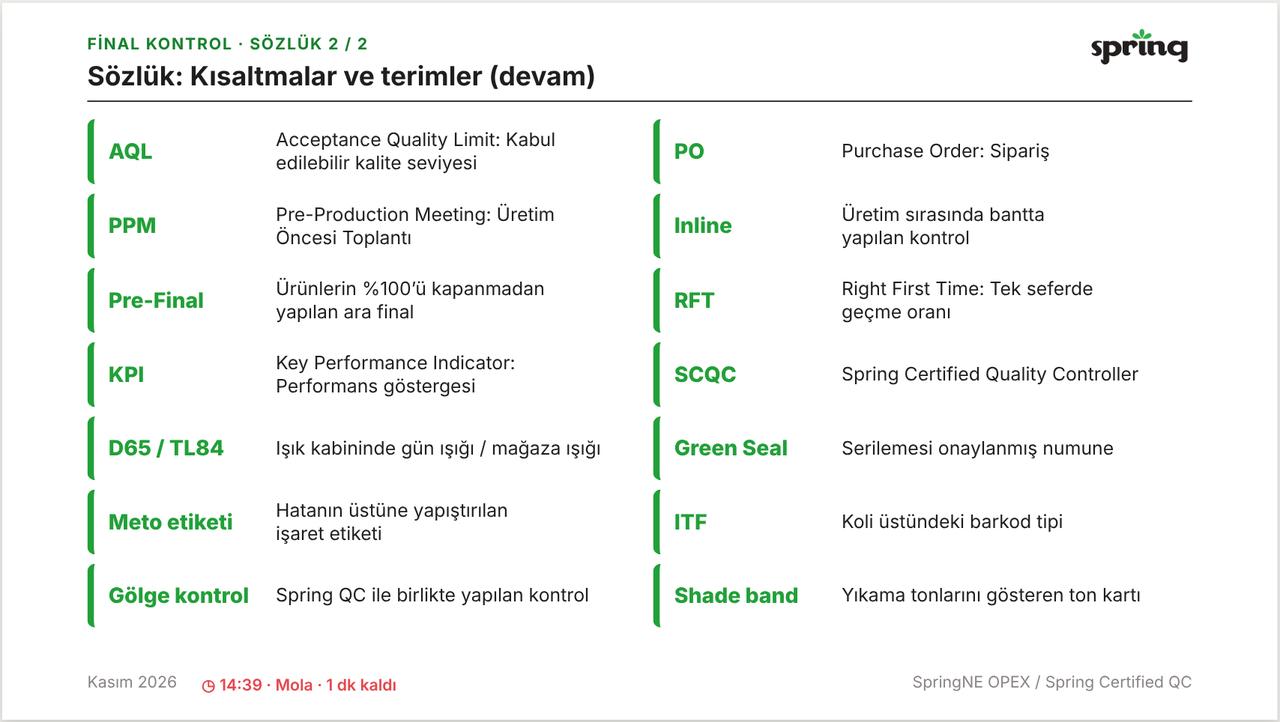 FİNAL KONTROL · SÖZLÜK 2 / 2
spring
Sözlük: Kısaltmalar ve terimler (devam)
AQL
Acceptance Quality Limit: Kabul
edilebilir kalite seviyesi
PO
Purchase Order: Sipariş
PPM
Pre-Production Meeting: Üretim
Öncesi Toplantı
Inline
Üretim sırasında bantta
yapılan kontrol
Pre-Final
Ürünlerin %100’ü kapanmadan
yapılan ara final
RFT
Right First Time: Tek seferde
geçme oranı
KPI
Key Performance Indicator:
Performans göstergesi
SCQC
Spring Certified Quality Controller
D65 / TL84
Işık kabininde gün ışığı / mağaza ışığı
Green Seal
Serilemesi onaylanmış numune
Meto etiketi
Hatanın üstüne yapıştırılan
işaret etiketi
ITF
Koli üstündeki barkod tipi
Gölge kontrol
Spring QC ile birlikte yapılan kontrol
Shade band
Yıkama tonlarını gösteren ton kartı
Kasım 2026
14:39 · Mola · 1 dk kaldı
SpringNE OPEX / Spring Certified QC